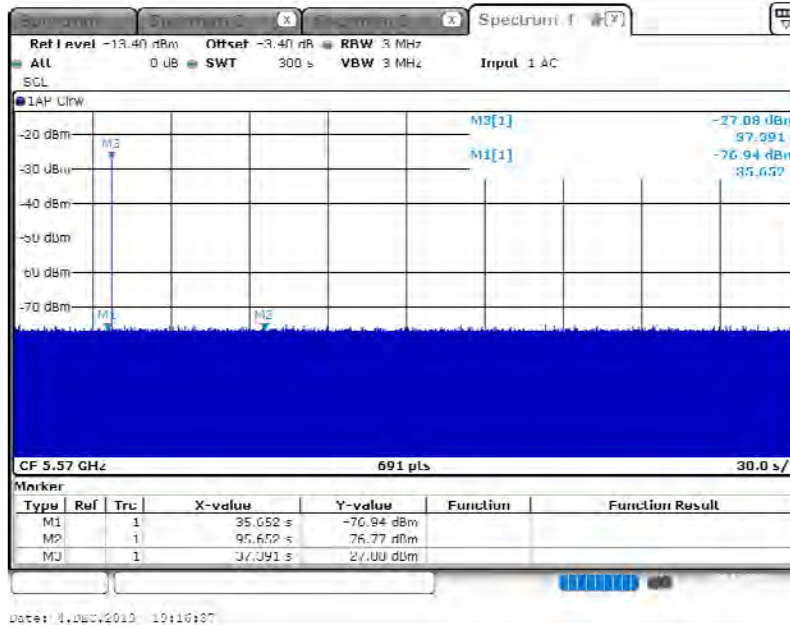 Spectrum
Ref Level -13.40 dBm Offset -3.40 dB RBW 3 MHz
Att 0 dB SWT 300 s VBW 3 MHz Input 1 AC
SGL
1AP Clrw
M3[1] -27.08 dBm
37.391 s
M1[1] -76.94 dBm
35.652 s
-20 dBm
M3
-30 dBm
-40 dBm
-50 dBm
-60 dBm
-70 dBm
M1 M2
CF 5.57 GHz 691 pts 30.0 s/
Marker
Type Ref Trc X-value Y-value Function Function Result
M1 1 35.652 s -76.94 dBm
M2 1 95.652 s -76.77 dBm
M3 1 37.391 s -27.08 dBm
Date: 4.DEC.2013 19:16:37